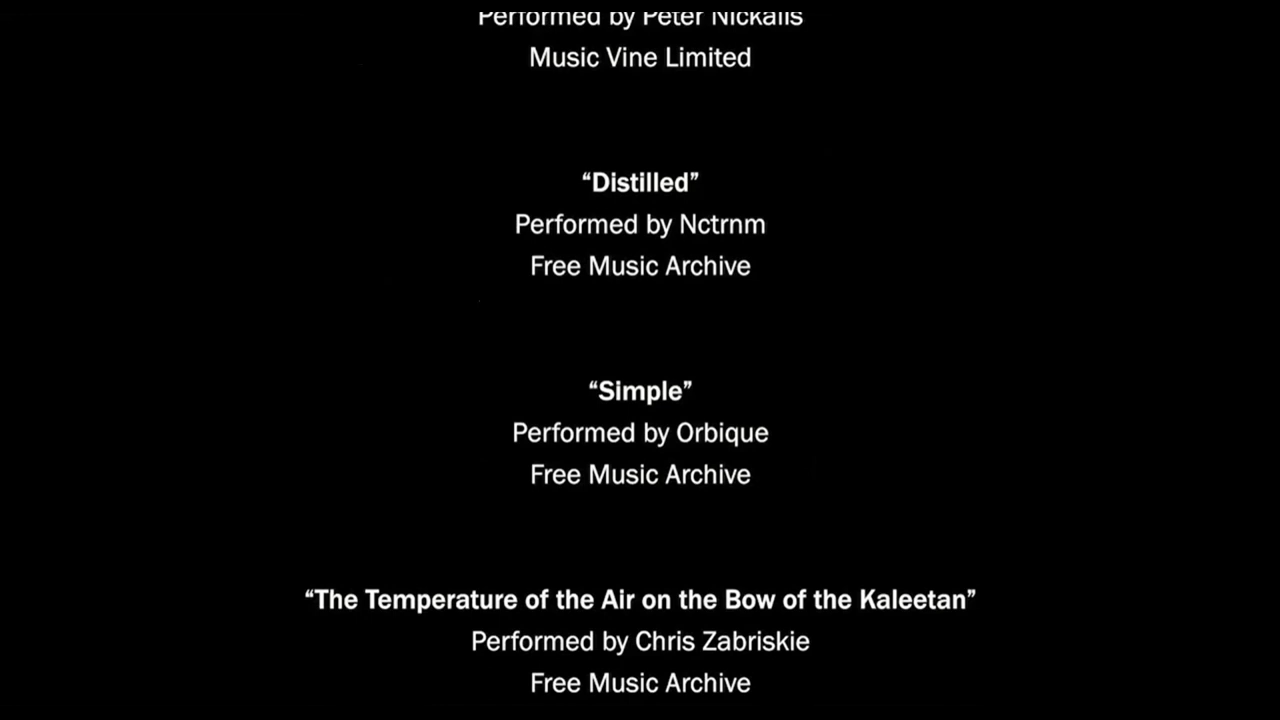 Performed by Peter Nickalls
Music Vine Limited
“Distilled”
Performed by Nctrnm
Free Music Archive
“Simple”
Performed by Orbique
Free Music Archive
“The Temperature of the Air on the Bow of the Kaleetan”
Performed by Chris Zabriskie
Free Music Archive